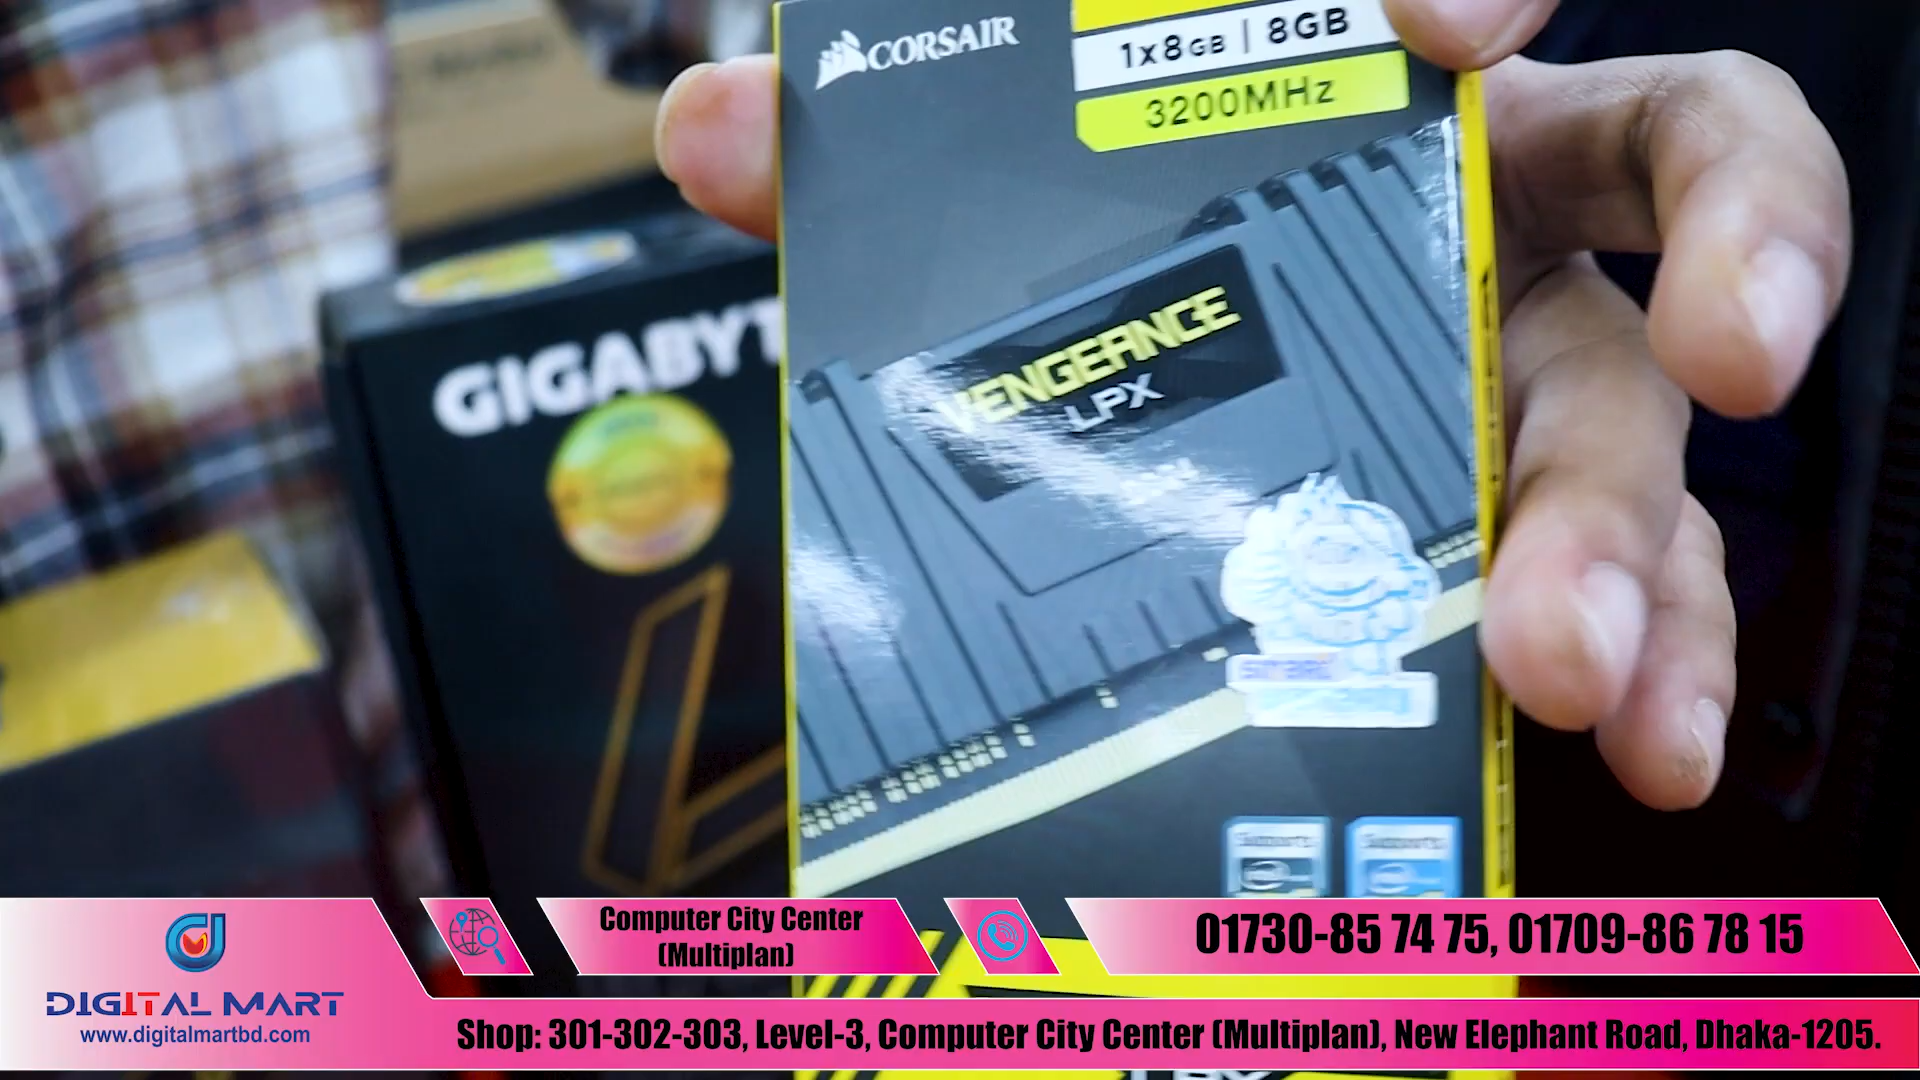 CORSAIR
1x8GB | 8GB
3200MHz
GIGABYT
VENGEANCE
LPX
Computer City Center
(Multiplan)
01730-85 74 75, 01709-86 78 15
DIGITAL MART
www.digitalmartbd.com
Shop: 301-302-303, Level-3, Computer City Center (Multiplan), New Elephant Road, Dhaka-1205.